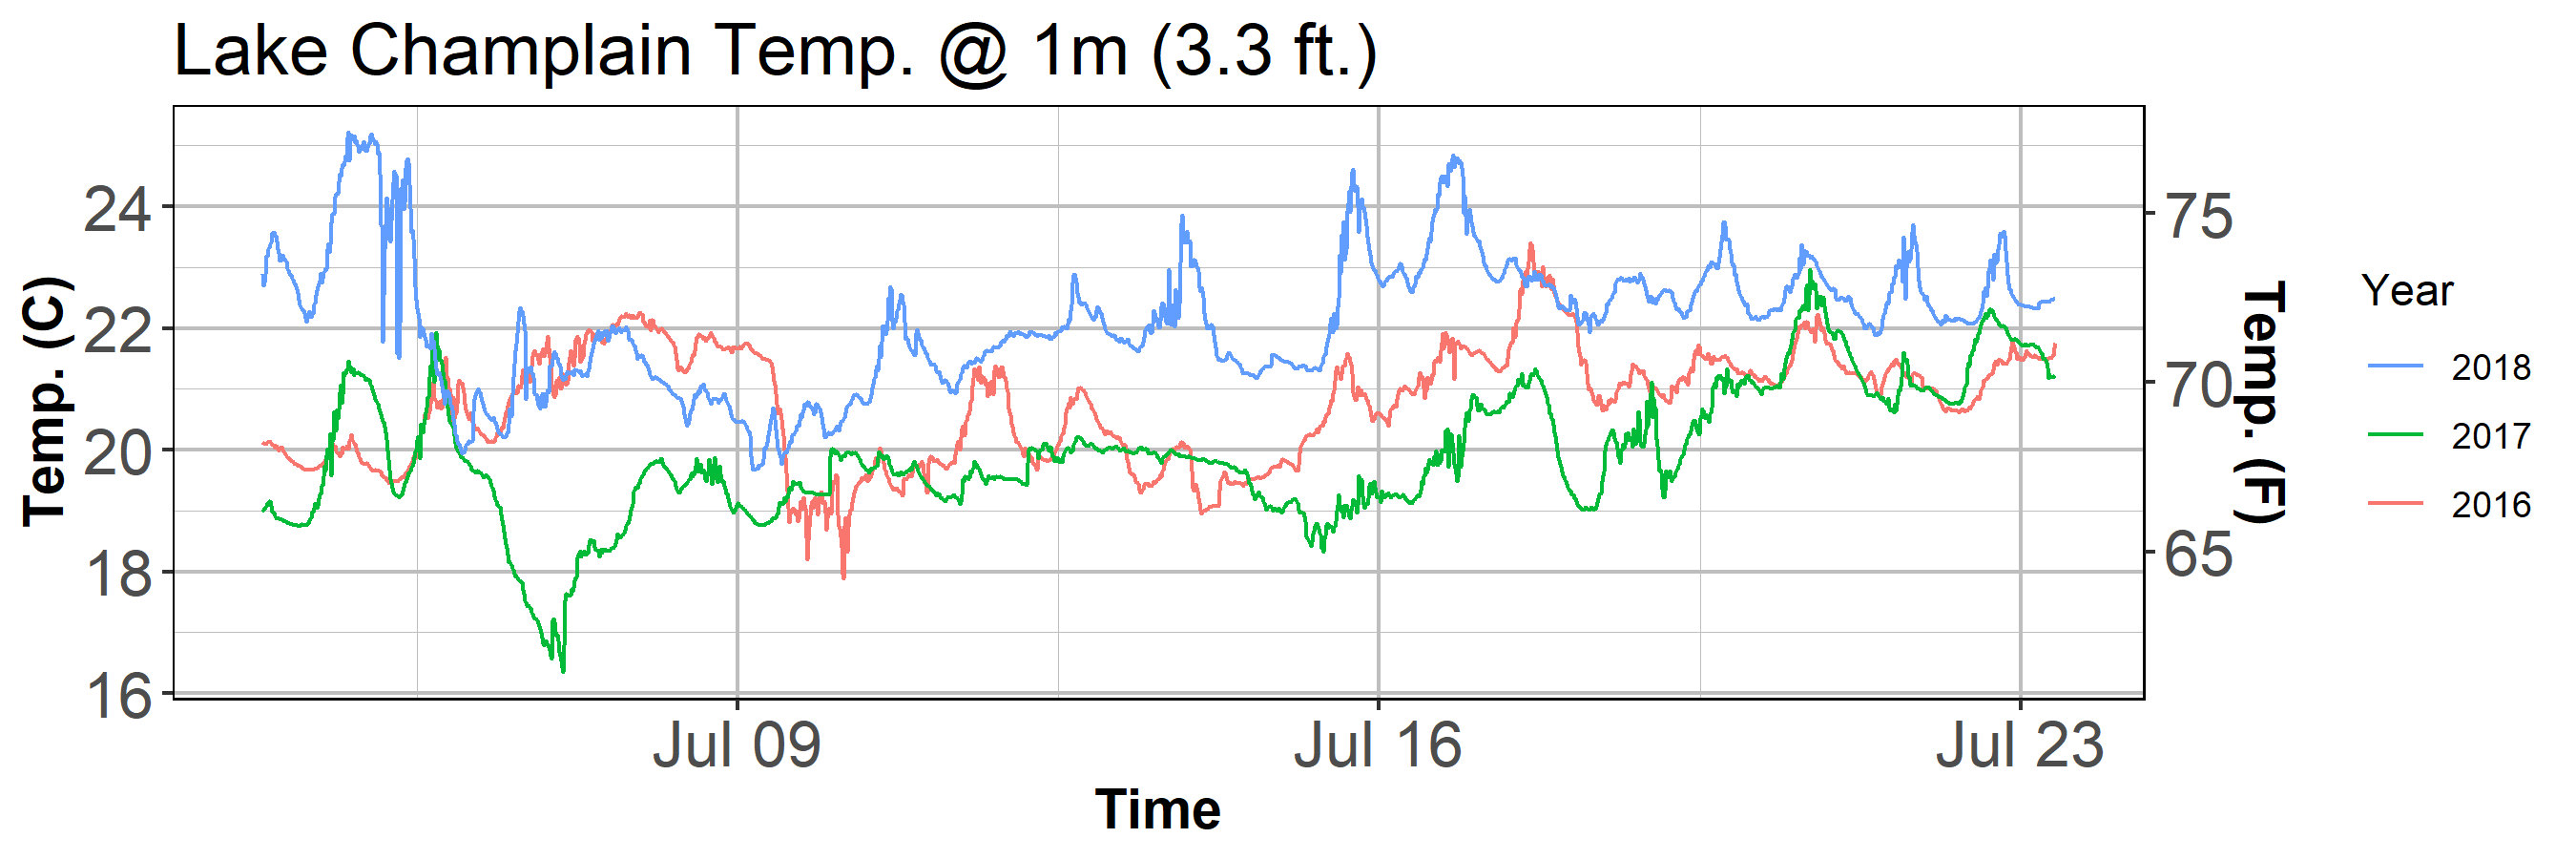 Lake Champlain Temp. @ 1m (3.3 ft.)
Temp. (C)
24
22
20
18
16
75
70
65
Temp. (F)
Jul 09
Jul 16
Jul 23
Time
Year
2018
2017
2016